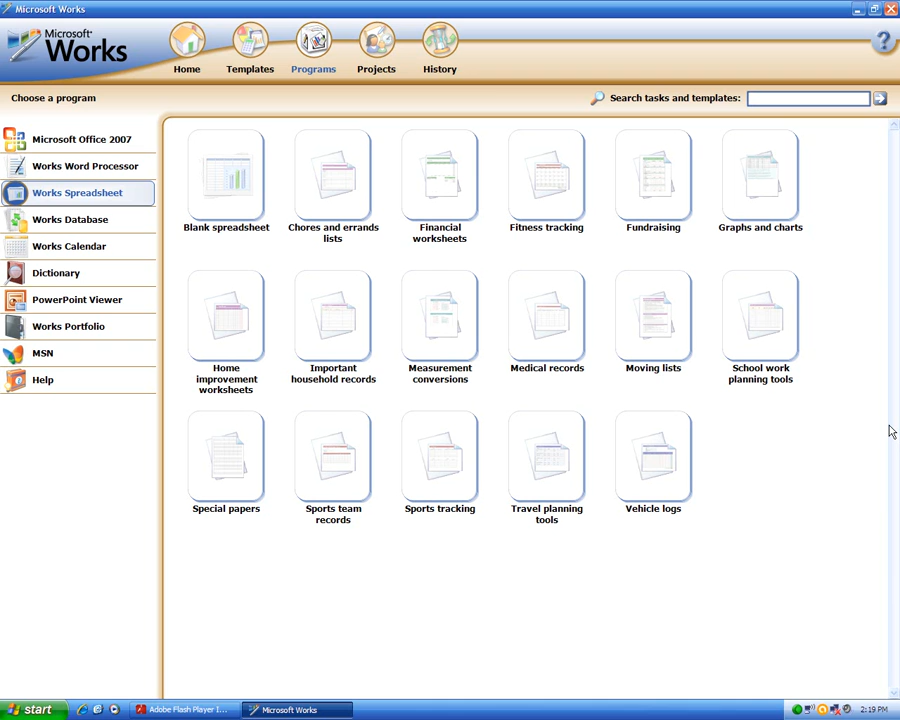 Microsoft Works
Microsoft®
Works
Home
Templates
Programs
Projects
History
?
Choose a program
Search tasks and templates:
Microsoft Office 2007
Works Word Processor
Works Spreadsheet
Works Database
Works Calendar
Dictionary
PowerPoint Viewer
Works Portfolio
MSN
Help
Blank spreadsheet
Chores and errands
lists
Financial
worksheets
Fitness tracking
Fundraising
Graphs and charts
Home
improvement
worksheets
Important
household records
Measurement
conversions
Medical records
Moving lists
School work
planning tools
Special papers
Sports team
records
Sports tracking
Travel planning
tools
Vehicle logs
start
Adobe Flash Player I...
Microsoft Works
2:19 PM